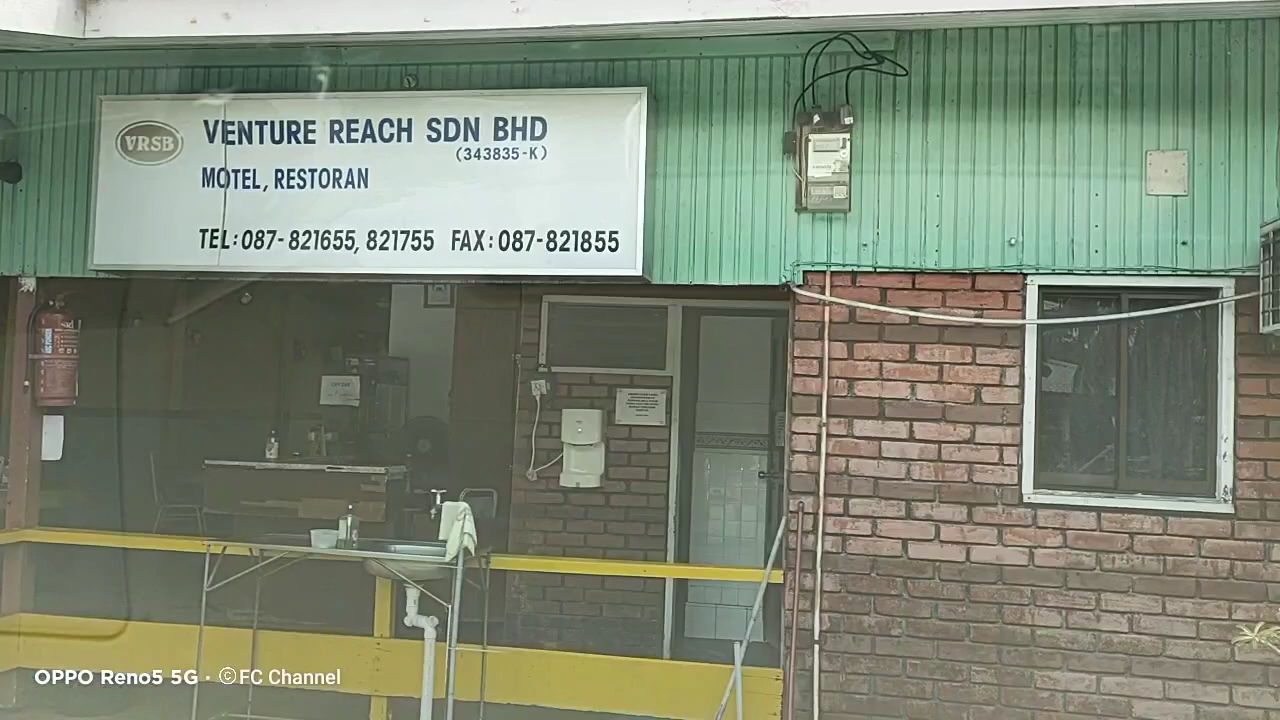 VRSB
VENTURE REACH SDN BHD
(343835-K)
MOTEL, RESTORAN
TEL: 087-821655, 821755 FAX: 087-821855
OPPO Reno5 5G · ©FC Channel